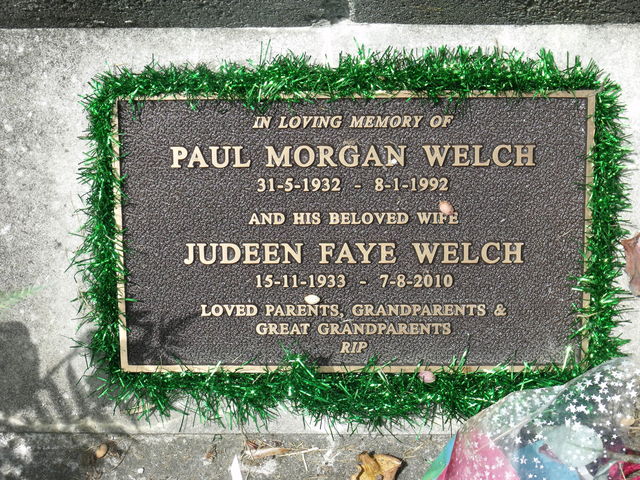 IN LOVING MEMORY OF
PAUL MORGAN WELCH
31-5-1932 - 8-1-1992
AND HIS BELOVED WIFE
JUDEEN FAYE WELCH
15-11-1933 - 7-8-2010
LOVED PARENTS, GRANDPARENTS &
GREAT GRANDPARENTS
RIP